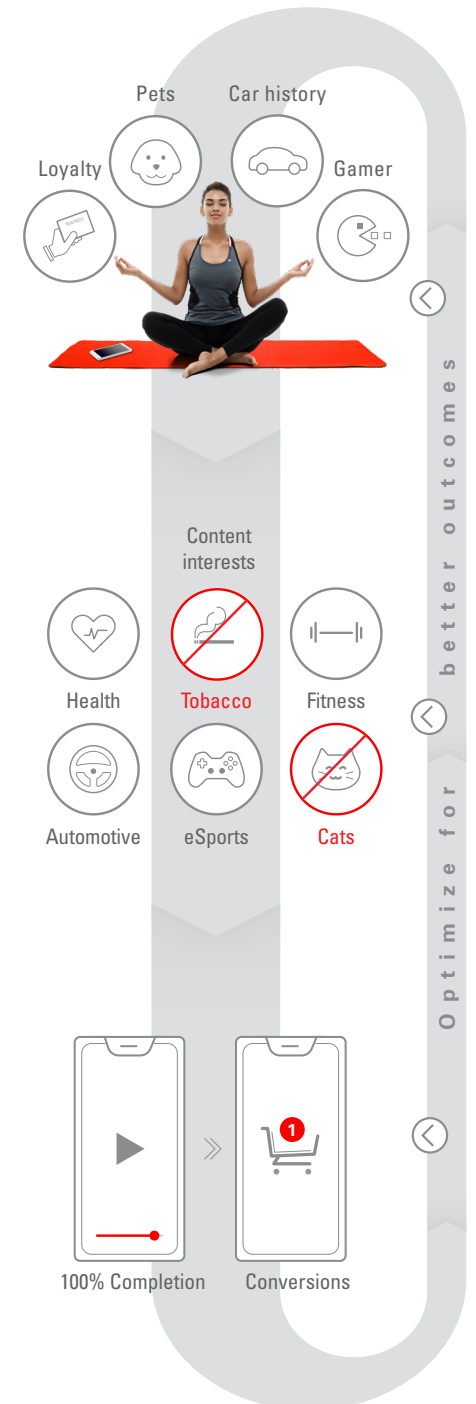 Pets
Car history
Loyalty
Gamer
Content
interests
Health
Tobacco
Fitness
Automotive
eSports
Cats
1
100% Completion
Conversions
Optimize for better outcomes